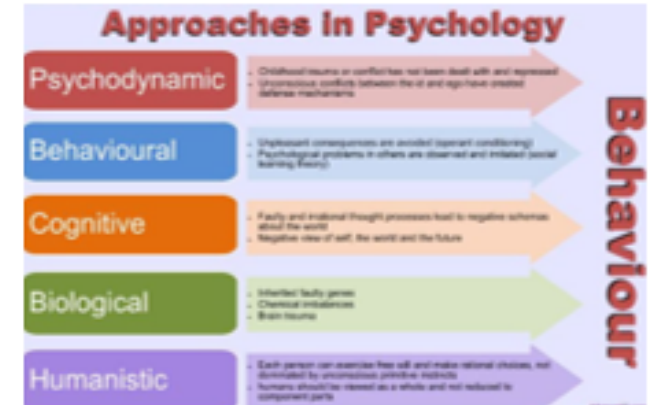 Approaches in Psychology
Psychodynamic
Childhood trauma or conflict has not been dealt with and repressed
Unconscious conflicts between the id and ego have created
defense mechanisms
Behavioural
Unpleasant consequences are avoided (operant conditioning)
Psychological problems in others are observed and imitated (social
learning theory)
Cognitive
Faulty and irrational thought processes lead to negative schemas
about the world
Negative view of self, the world and the future
Biological
Inherited faulty genes
Chemical imbalances
Brain trauma
Humanistic
Each person can exercise free will and make rational choices, not
dominated by unconscious primitive instincts
humans should be viewed as a whole and not reduced to
component parts
Behaviour